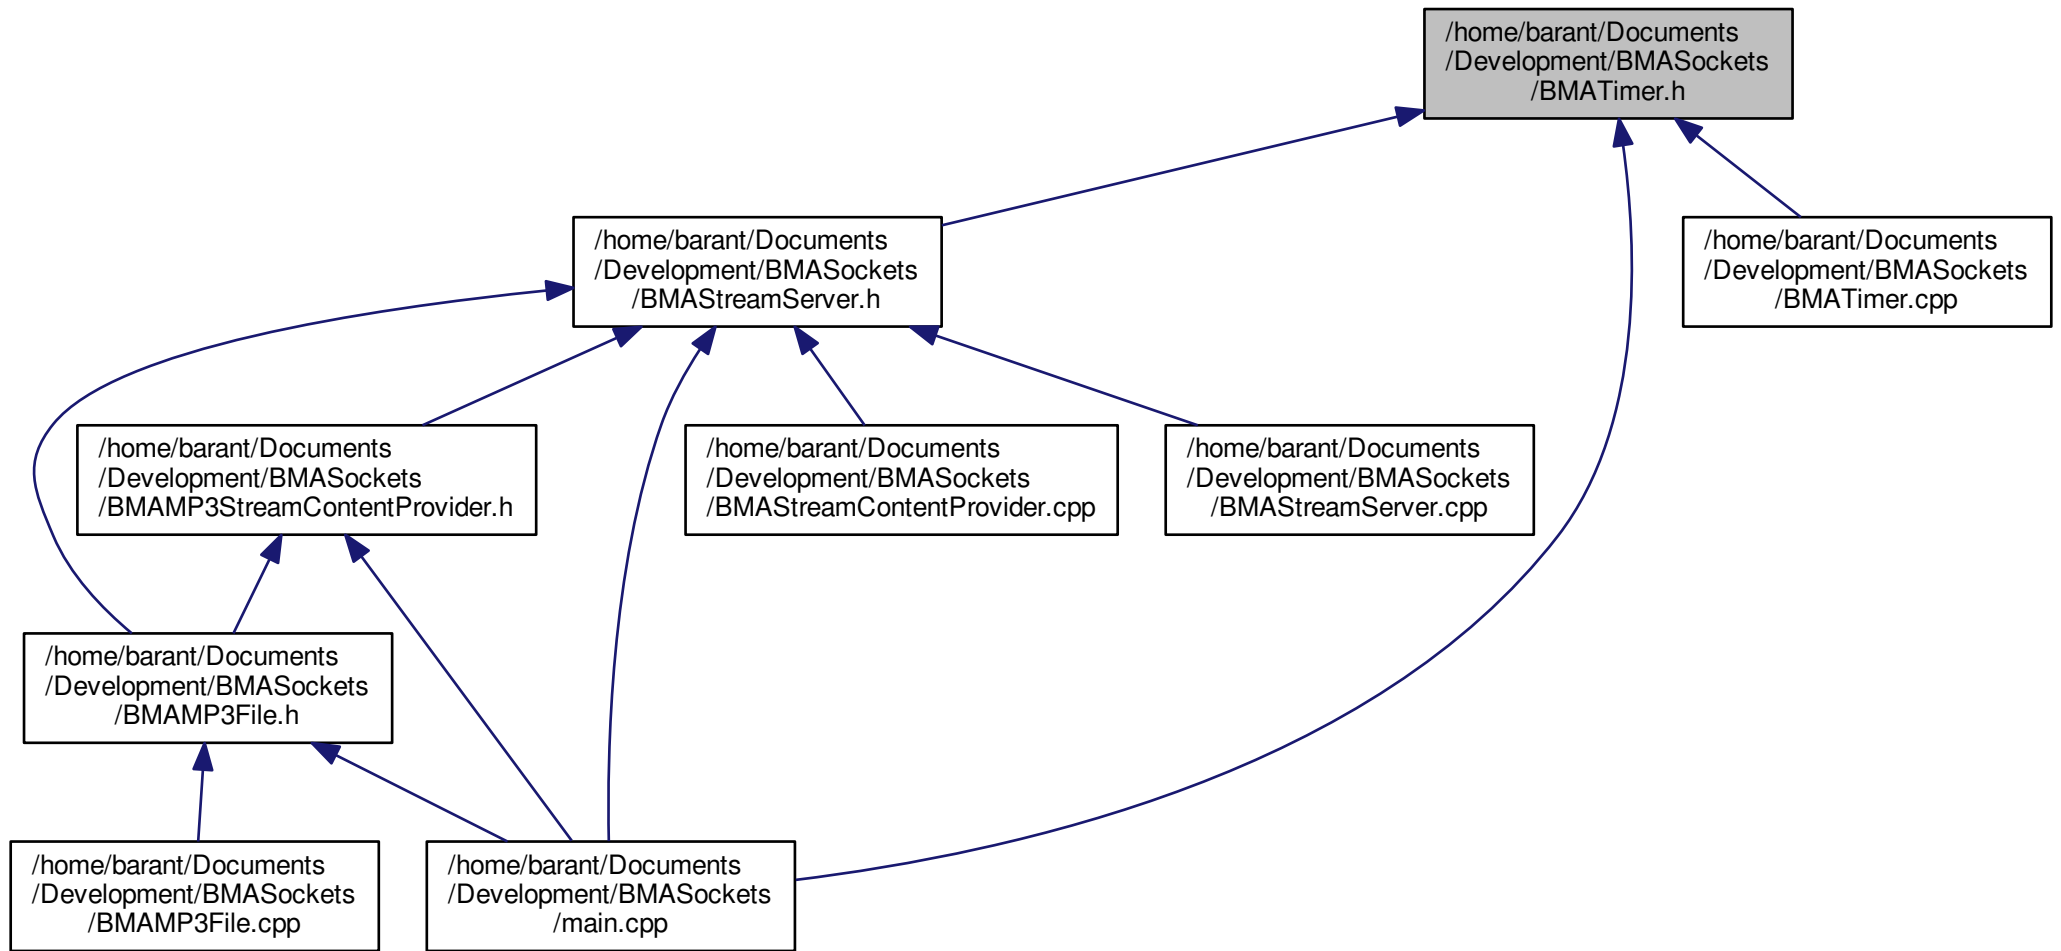 /home/barant/Documents
/Development/BMASockets
/BMATimer.h
/home/barant/Documents
/Development/BMASockets
/BMAStreamServer.h
/home/barant/Documents
/Development/BMASockets
/BMATimer.cpp
/home/barant/Documents
/Development/BMASockets
/BMAMP3StreamContentProvider.h
/home/barant/Documents
/Development/BMASockets
/BMAStreamContentProvider.cpp
/home/barant/Documents
/Development/BMASockets
/BMAStreamServer.cpp
/home/barant/Documents
/Development/BMASockets
/BMAMP3File.h
/home/barant/Documents
/Development/BMASockets
/BMAMP3File.cpp
/home/barant/Documents
/Development/BMASockets
/main.cpp